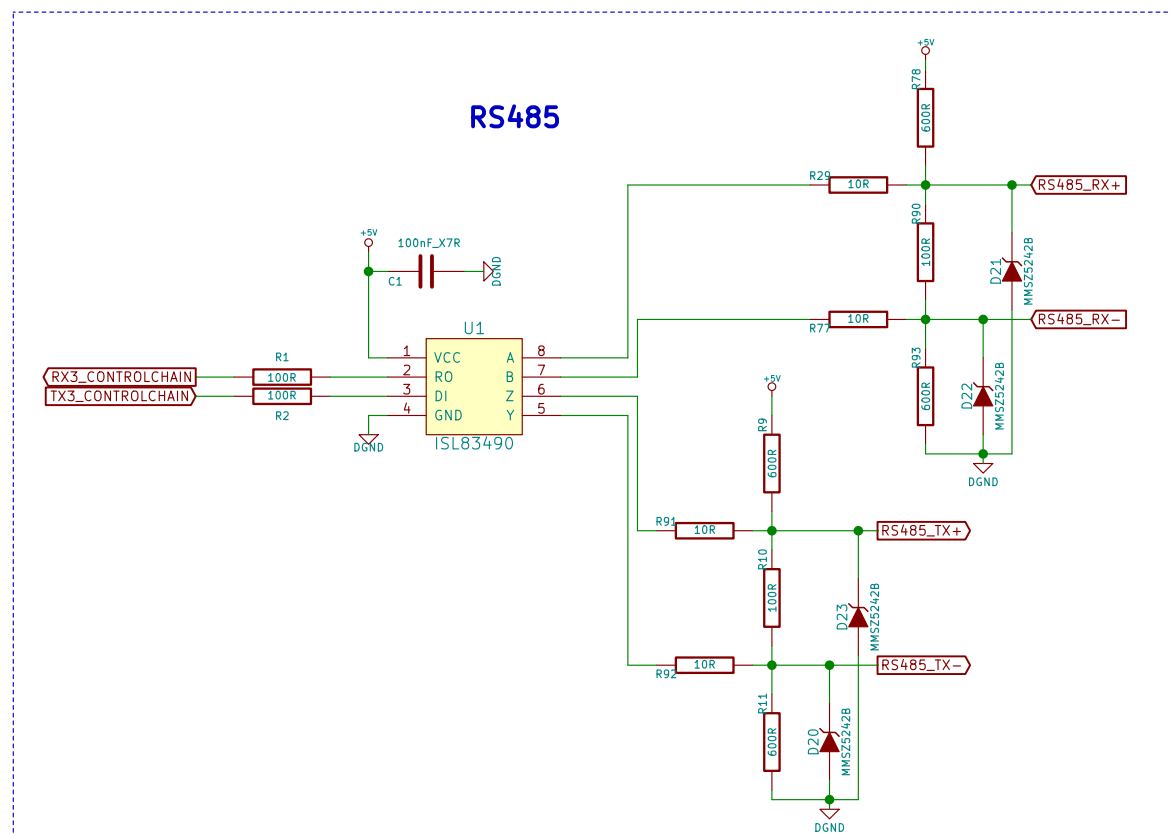 RS485
+5V
R78
600R
R29
10R
RS485_RX+
R90
100R
D21
MMSZ5242B
+5V
100nF_X7R
C1
DGND
R77
10R
RS485_RX-
R93
600R
D22
MMSZ5242B
DGND
U1
1 VCC A 8
2 RO B 7
3 DI Z 6
4 GND Y 5
ISL83490
RX3_CONTROLCHAIN
R1
100R
TX3_CONTROLCHAIN
100R
R2
DGND
+5V
R9
600R
R91
10R
RS485_TX+
R10
100R
D23
MMSZ5242B
R92
10R
RS485_TX-
R11
600R
D20
MMSZ5242B
DGND